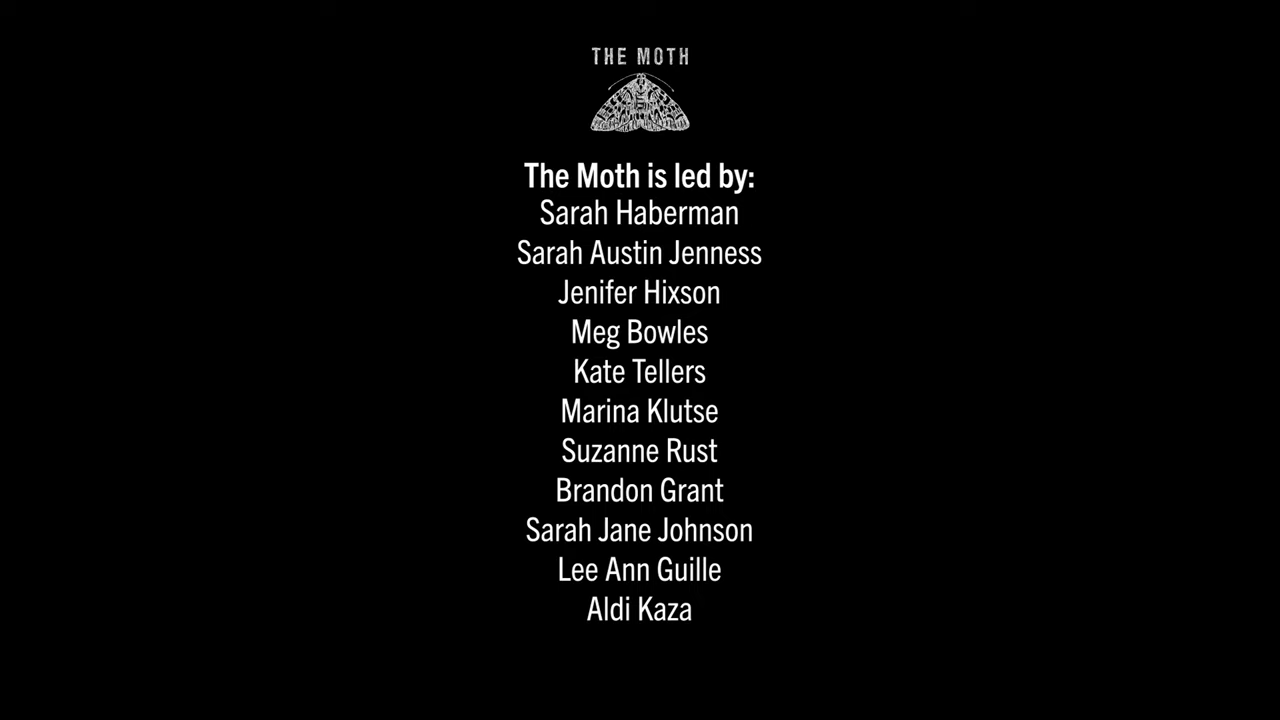 THE MOTH
The Moth is led by:
Sarah Haberman
Sarah Austin Jenness
Jenifer Hixson
Meg Bowles
Kate Tellers
Marina Klutse
Suzanne Rust
Brandon Grant
Sarah Jane Johnson
Lee Ann Guille
Aldi Kaza